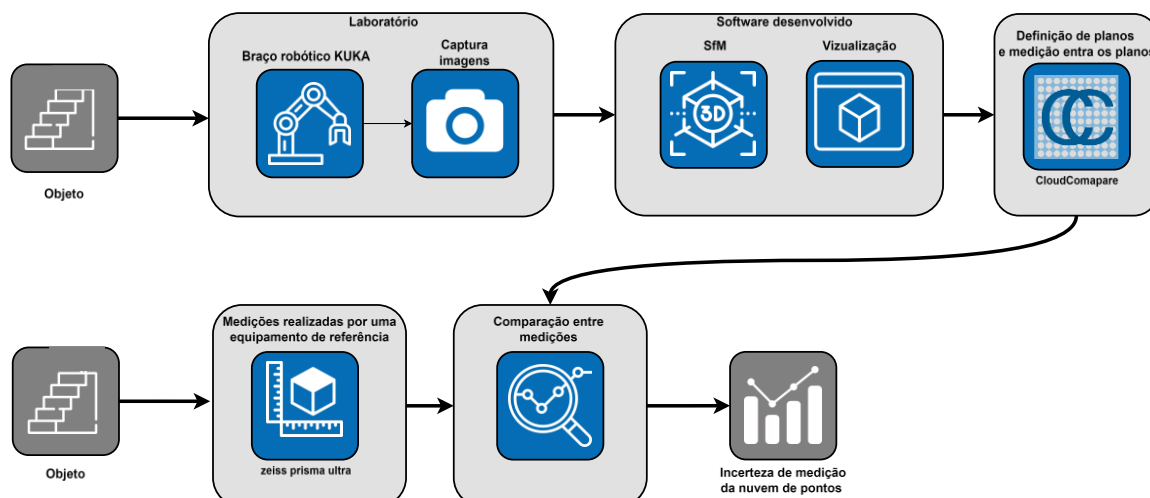 Laboratório
Braço robótico KUKA
Captura
imagens
Objeto
Software desenvolvido
SfM
3D
Vizualização
Definição de planos
e medição entre os planos
CC
CloudComapare
Objeto
Medições realizadas por uma
equipamento de referência
zeiss prisma ultra
Comparação entre
medições
Incerteza de medição
da nuvem de pontos